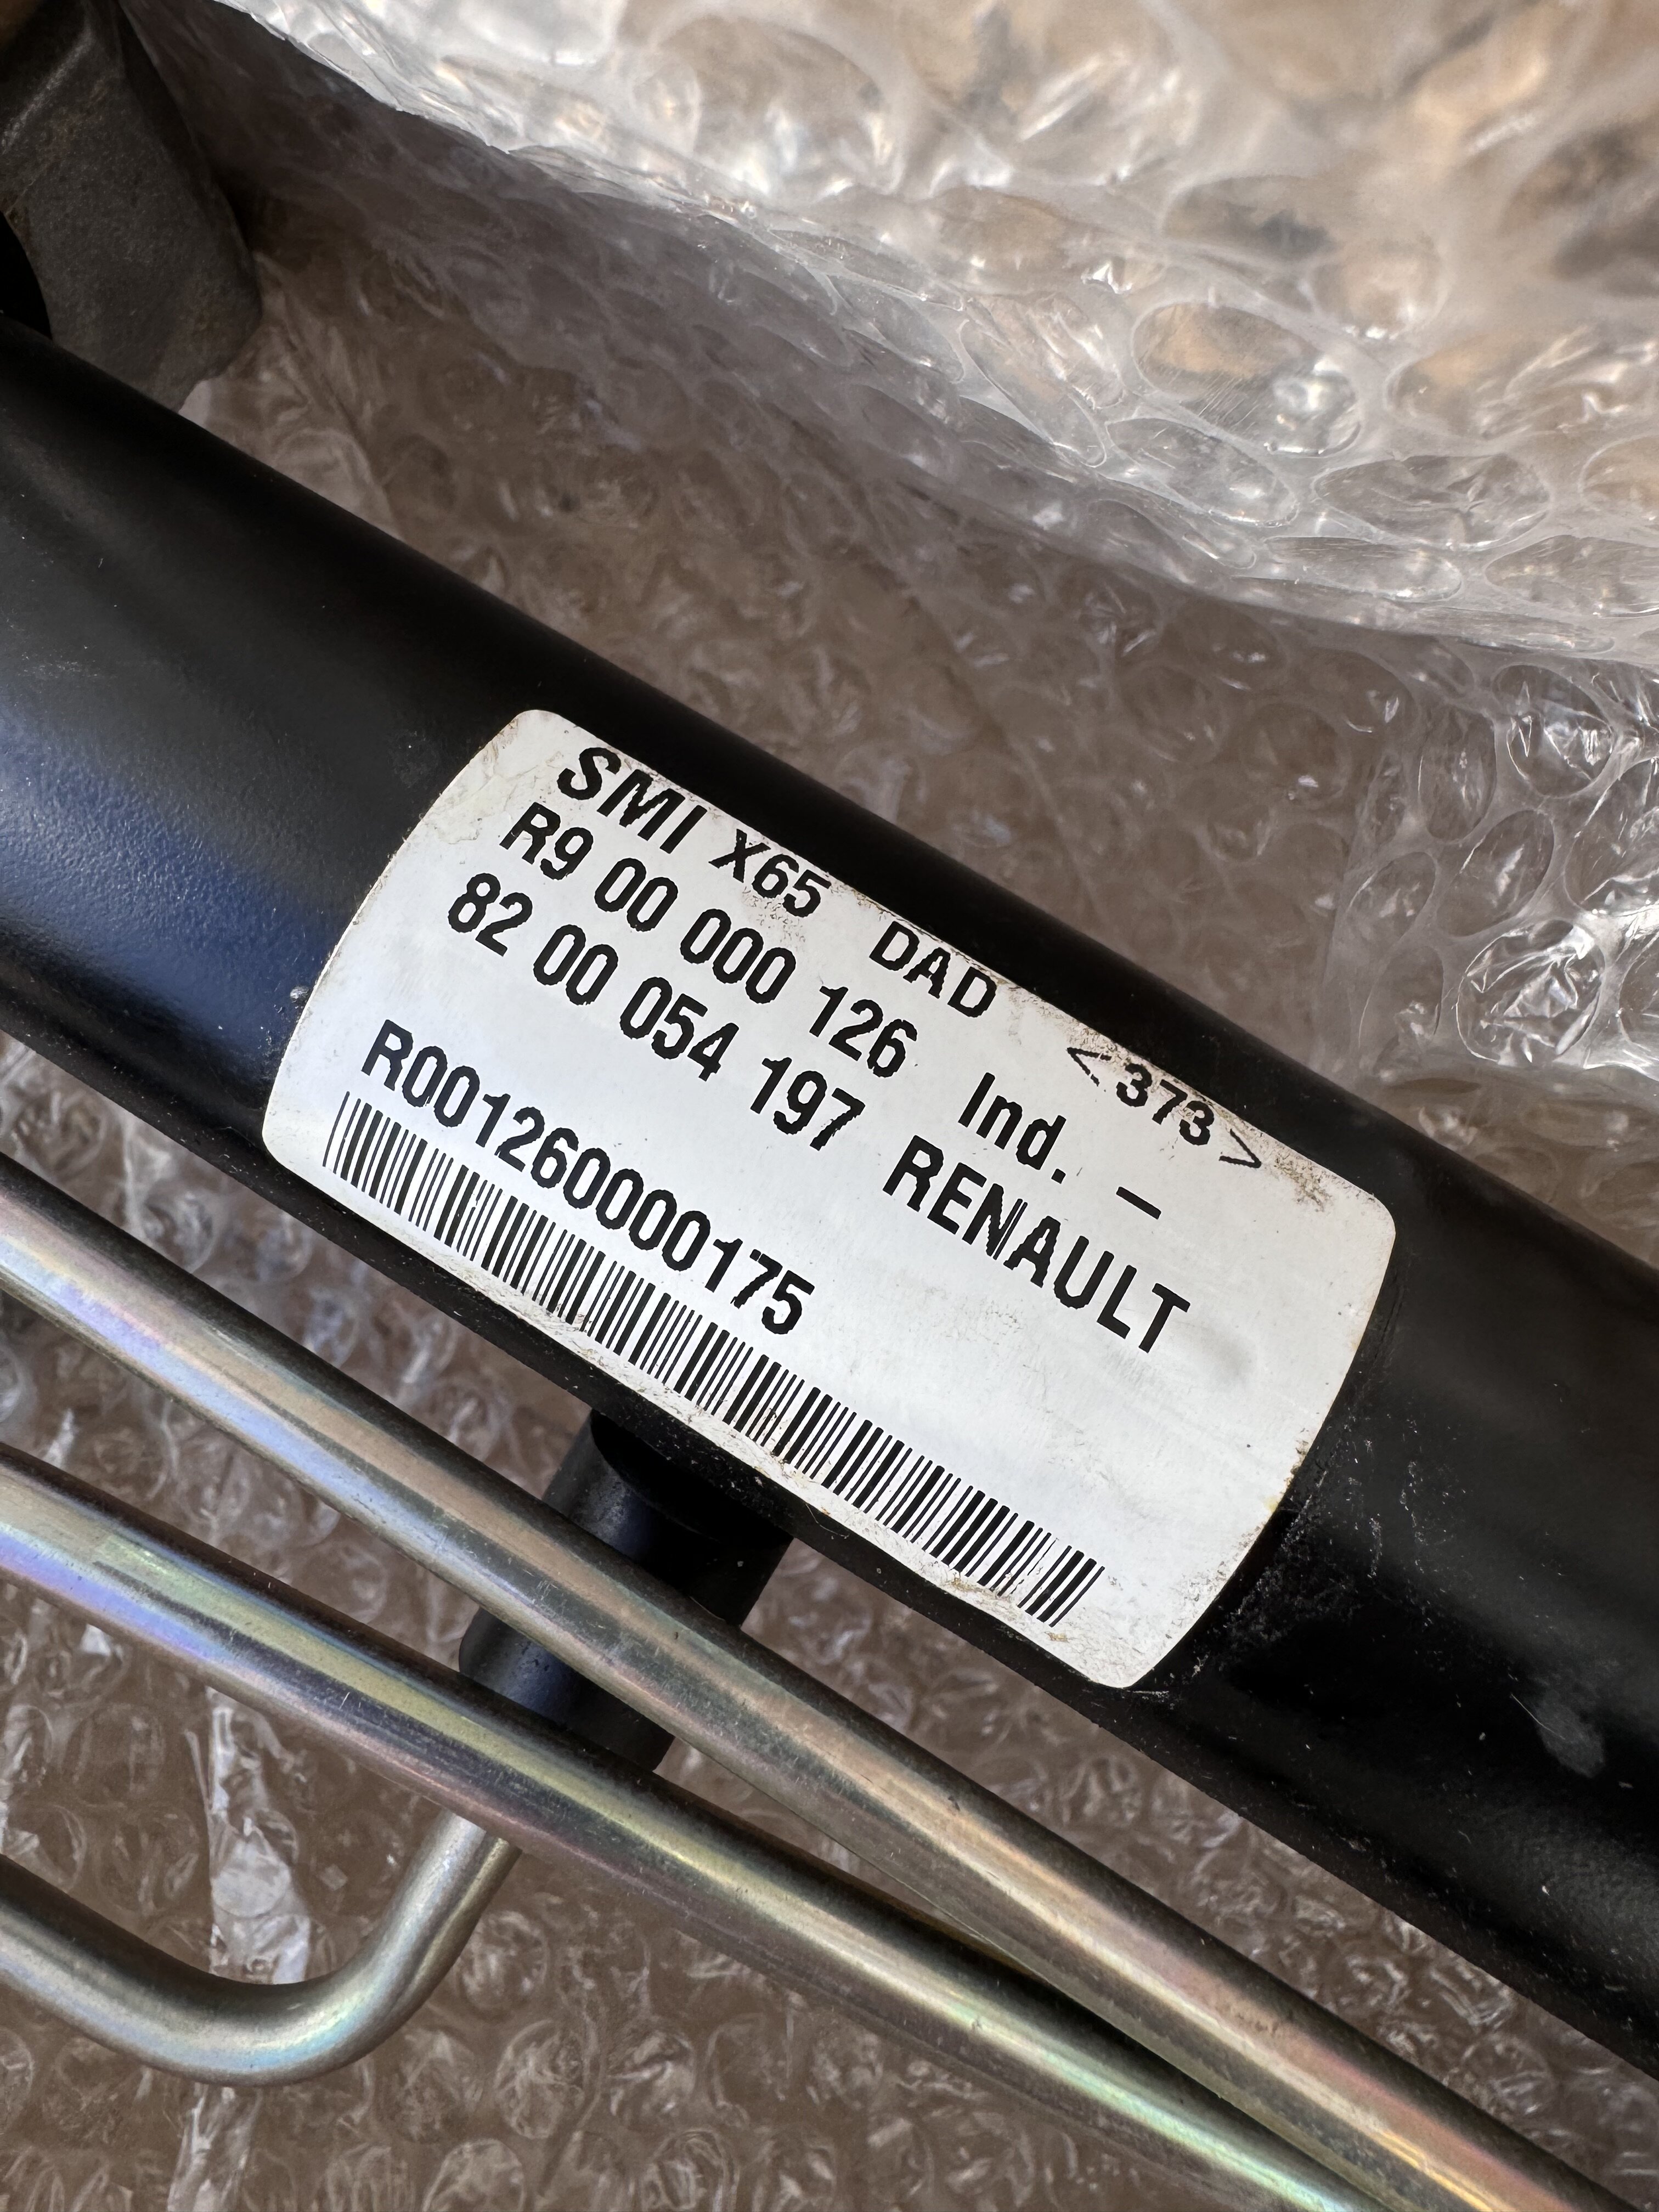 SMI X65 DAD <373>
R9 00 000 126 Ind. –
82 00 054 197 RENAULT
R001260000175